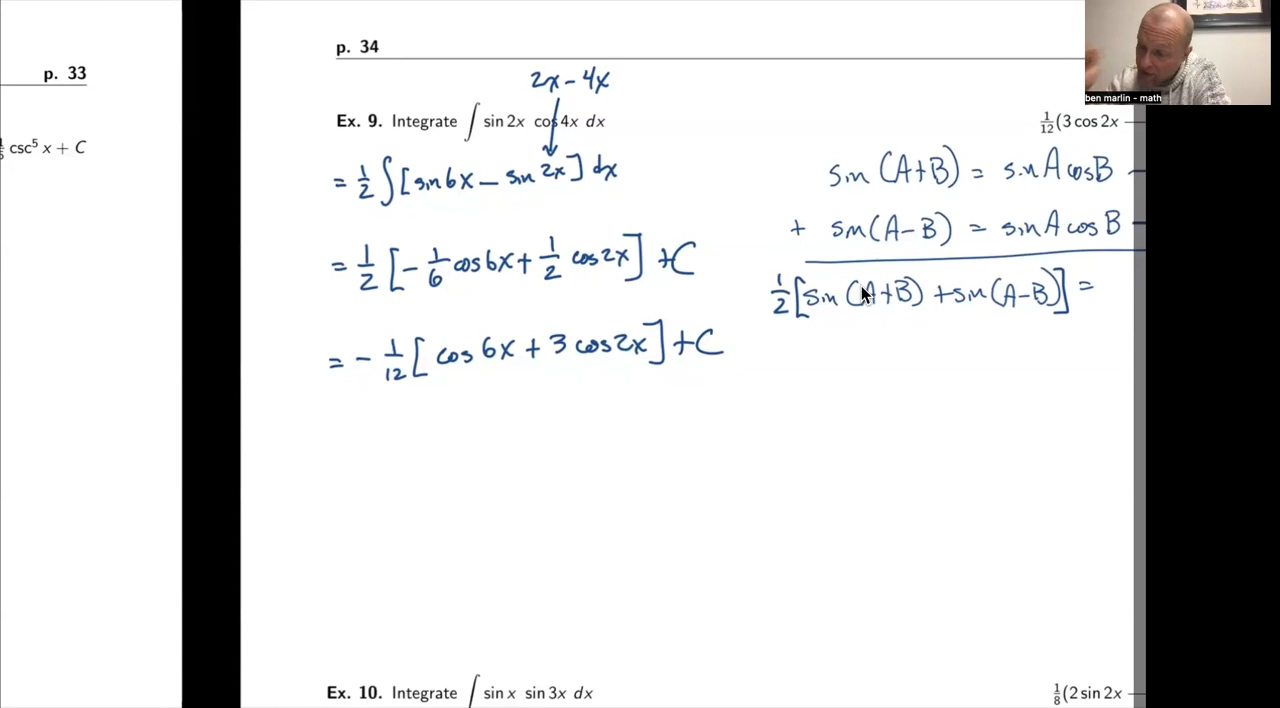 p. 33
csc⁵ x + C
p. 34
2x - 4x
Ex. 9. Integrate ∫ sin 2x cos 4x dx
1/12 (3 cos 2x −
= 1/2 ∫ [sin 6x − sin 2x] dx
= 1/2 [− 1/6 cos 6x + 1/2 cos 2x] + C
= − 1/12 [cos 6x + 3 cos 2x] + C
sin (A+B) = sin A cos B −
+ sin (A−B) = sin A cos B −
1/2 [sin (A+B) + sin (A−B)] =
Ex. 10. Integrate ∫ sin x sin 3x dx
1/8 (2 sin 2x −
ben marlin - math